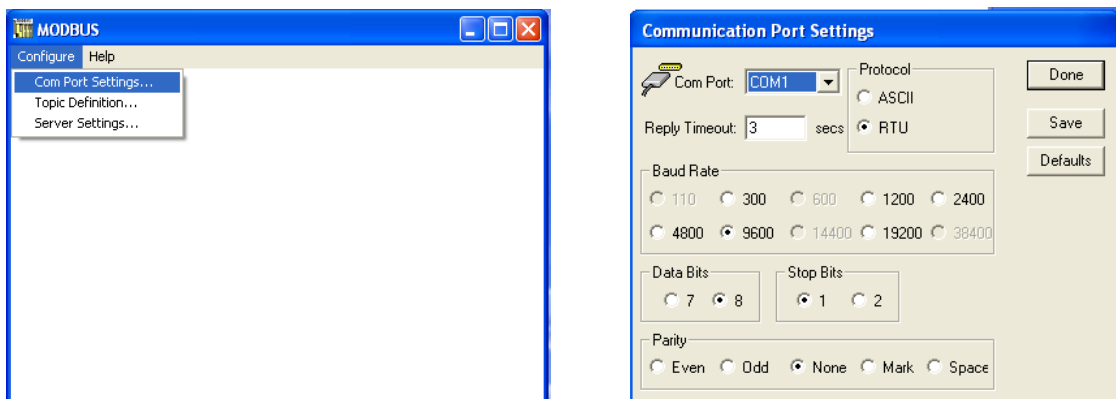 MODBUS
Configure Help
Com Port Settings...
Topic Definition...
Server Settings...
Communication Port Settings
Com Port: COM1
Protocol
ASCII
RTU
Reply Timeout: 3 secs
Done
Save
Defaults
Baud Rate
110 300 600 1200 2400
4800 9600 14400 19200 38400
Data Bits
7 8
Stop Bits
1 2
Parity
Even Odd None Mark Space